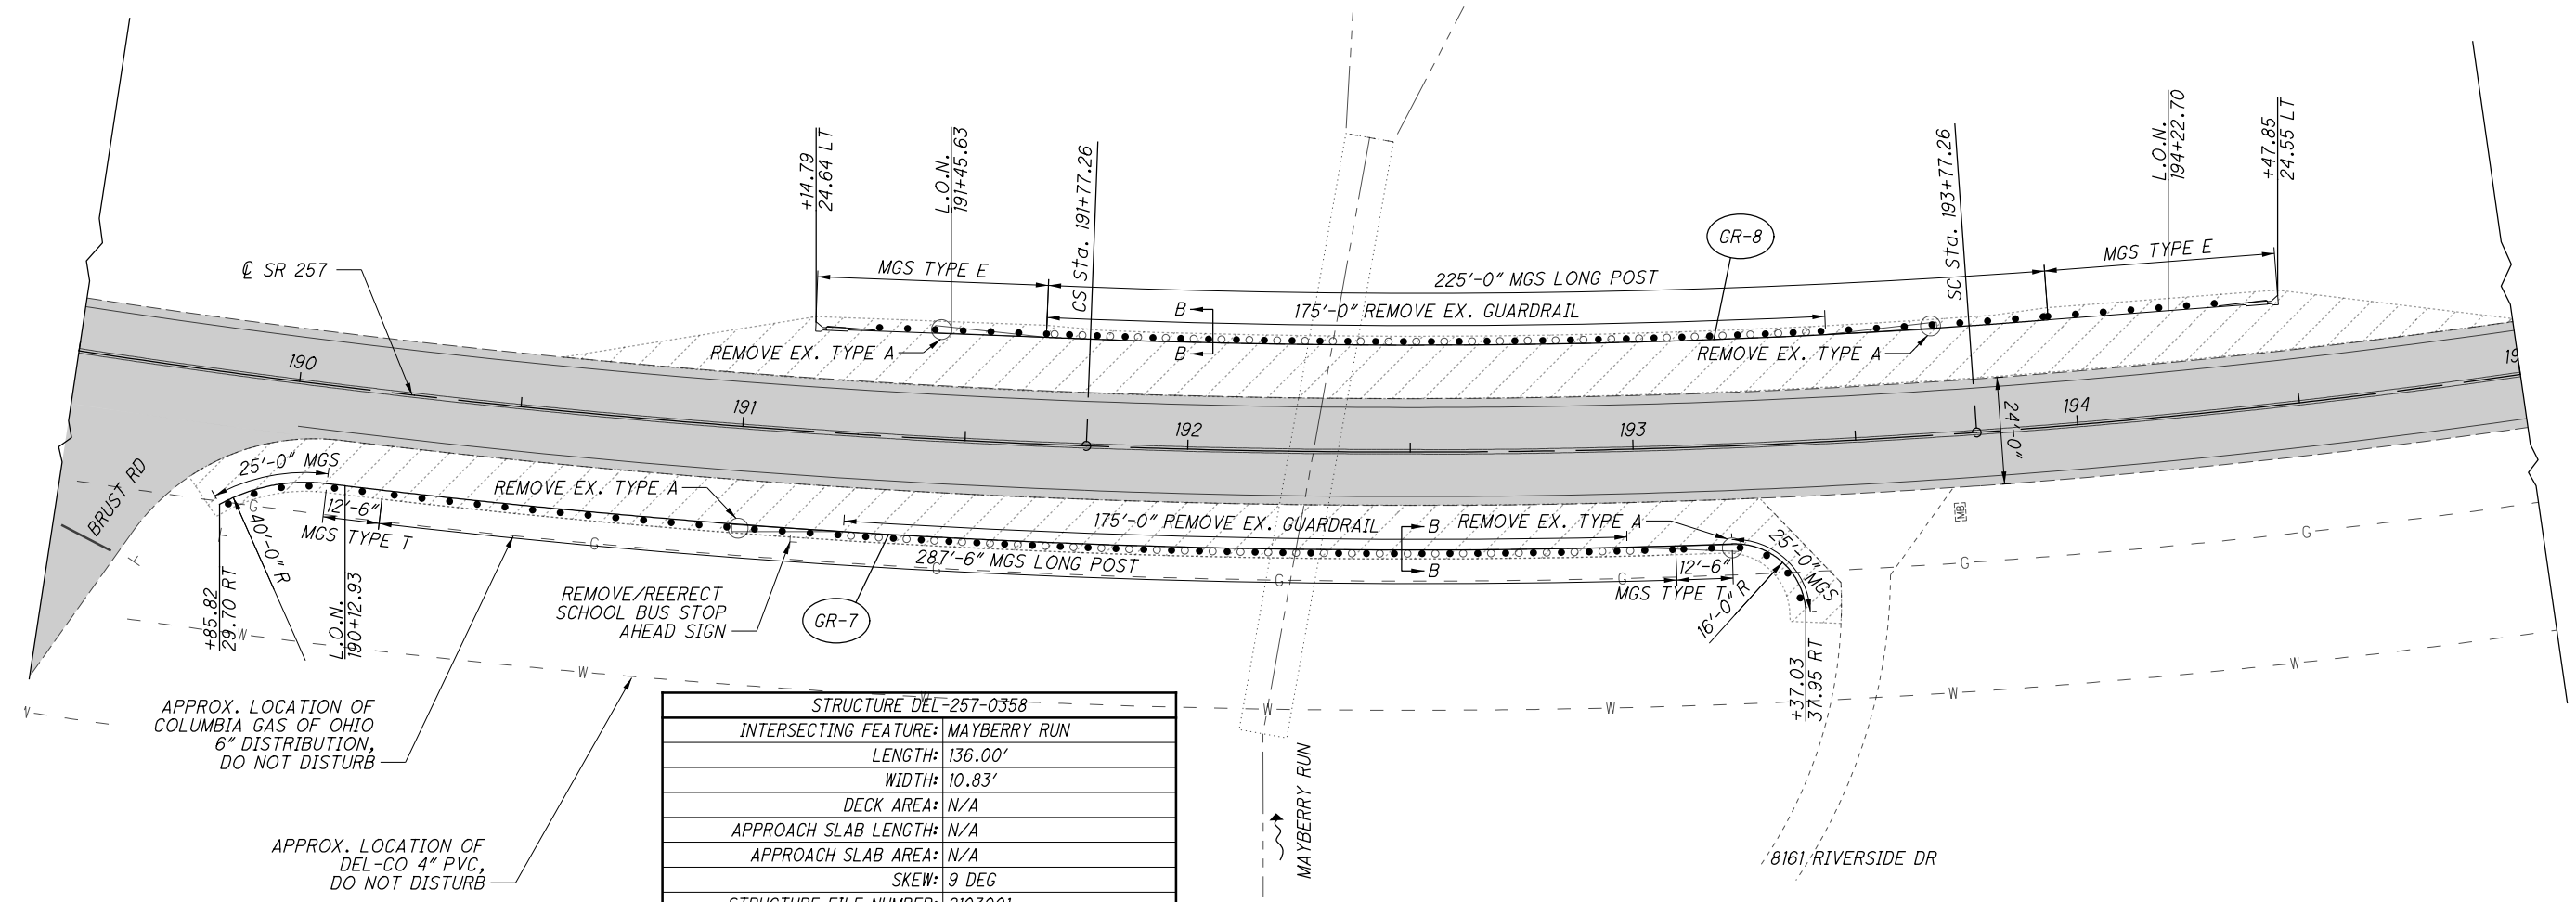 +14.79
24.64 LT
L.O.N.
191+45.63
CS Sta. 191+77.26
SC Sta. 193+77.26
L.O.N.
194+22.70
+47.85
24.55 LT
GR-8
℄ SR 257
MGS TYPE E
225'-0" MGS LONG POST
MGS TYPE E
175'-0" REMOVE EX. GUARDRAIL
B
B
REMOVE EX. TYPE A
REMOVE EX. TYPE A
190
191
192
193
194
19
24'-0"
BRUST RD
25'-0" MGS
REMOVE EX. TYPE A
12'-6"
MGS TYPE T
40'-0" R
175'-0" REMOVE EX. GUARDRAIL
B
B
REMOVE EX. TYPE A
25'-0" MGS
287'-6" MGS LONG POST
12'-6"
MGS TYPE T
16'-0" R
MB
G
G
G
G
G
G
G
+85.82
29.70 RT
L.O.N.
190+12.93
REMOVE/REERECT
SCHOOL BUS STOP
AHEAD SIGN
GR-7
+37.03
37.95 RT
W
W
W
W
W
W
W
W
APPROX. LOCATION OF
COLUMBIA GAS OF OHIO
6" DISTRIBUTION,
DO NOT DISTURB
APPROX. LOCATION OF
DEL-CO 4" PVC,
DO NOT DISTURB
STRUCTURE DEL-257-0358
INTERSECTING FEATURE: MAYBERRY RUN
LENGTH: 136.00'
WIDTH: 10.83'
DECK AREA: N/A
APPROACH SLAB LENGTH: N/A
APPROACH SLAB AREA: N/A
SKEW: 9 DEG
STRUCTURE FILE NUMBER:
MAYBERRY RUN
8161 RIVERSIDE DR